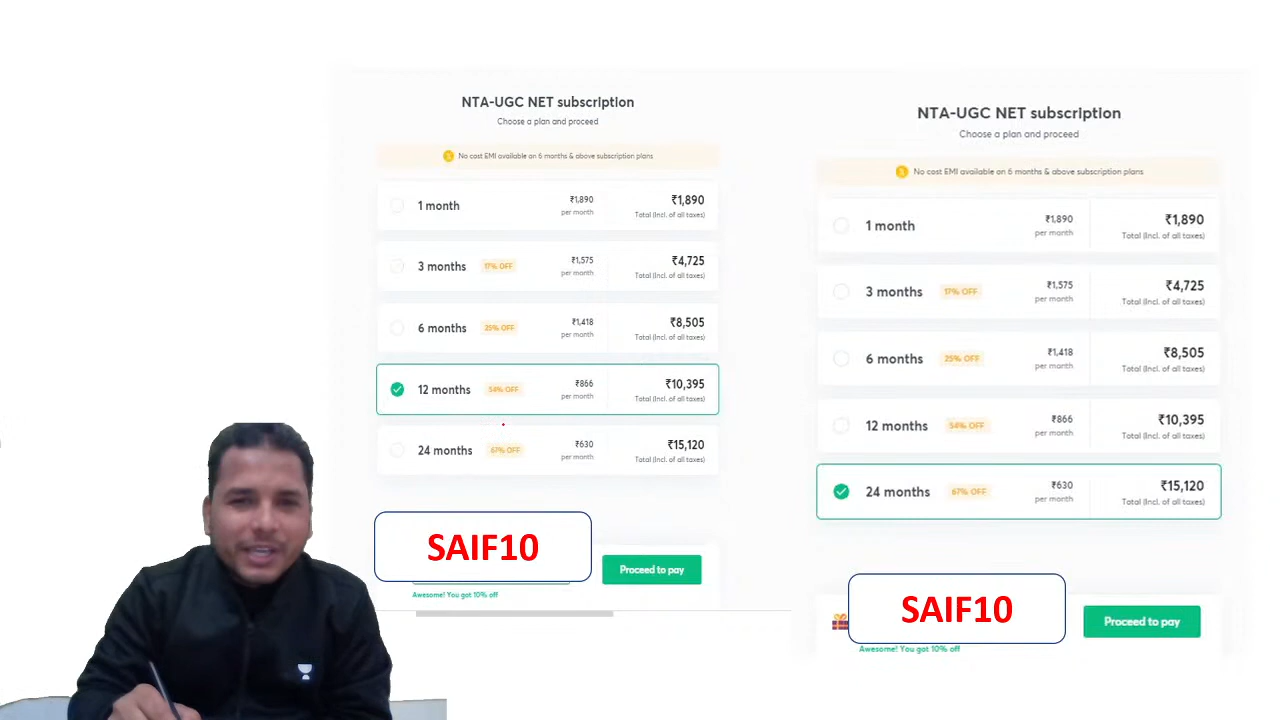 NTA-UGC NET subscription
Choose a plan and proceed
No cost EMI available on 6 months & above subscription plans
1 month ₹1,890 ₹1,890
per month Total (Incl. of all taxes)
3 months 17% OFF ₹1,575 ₹4,725
per month Total (Incl. of all taxes)
6 months 25% OFF ₹1,418 ₹8,505
per month Total (Incl. of all taxes)
12 months 54% OFF ₹866 ₹10,395
per month Total (Incl. of all taxes)
24 months 67% OFF ₹630 ₹15,120
per month Total (Incl. of all taxes)
SAIF10
Proceed to pay
Awesome! You got 10% off
NTA-UGC NET subscription
Choose a plan and proceed
No cost EMI available on 6 months & above subscription plans
1 month ₹1,890 ₹1,890
per month Total (Incl. of all taxes)
3 months 17% OFF ₹1,575 ₹4,725
per month Total (Incl. of all taxes)
6 months 25% OFF ₹1,418 ₹8,505
per month Total (Incl. of all taxes)
12 months 54% OFF ₹866 ₹10,395
per month Total (Incl. of all taxes)
24 months 67% OFF ₹630 ₹15,120
per month Total (Incl. of all taxes)
SAIF10
Proceed to pay
Awesome! You got 10% off